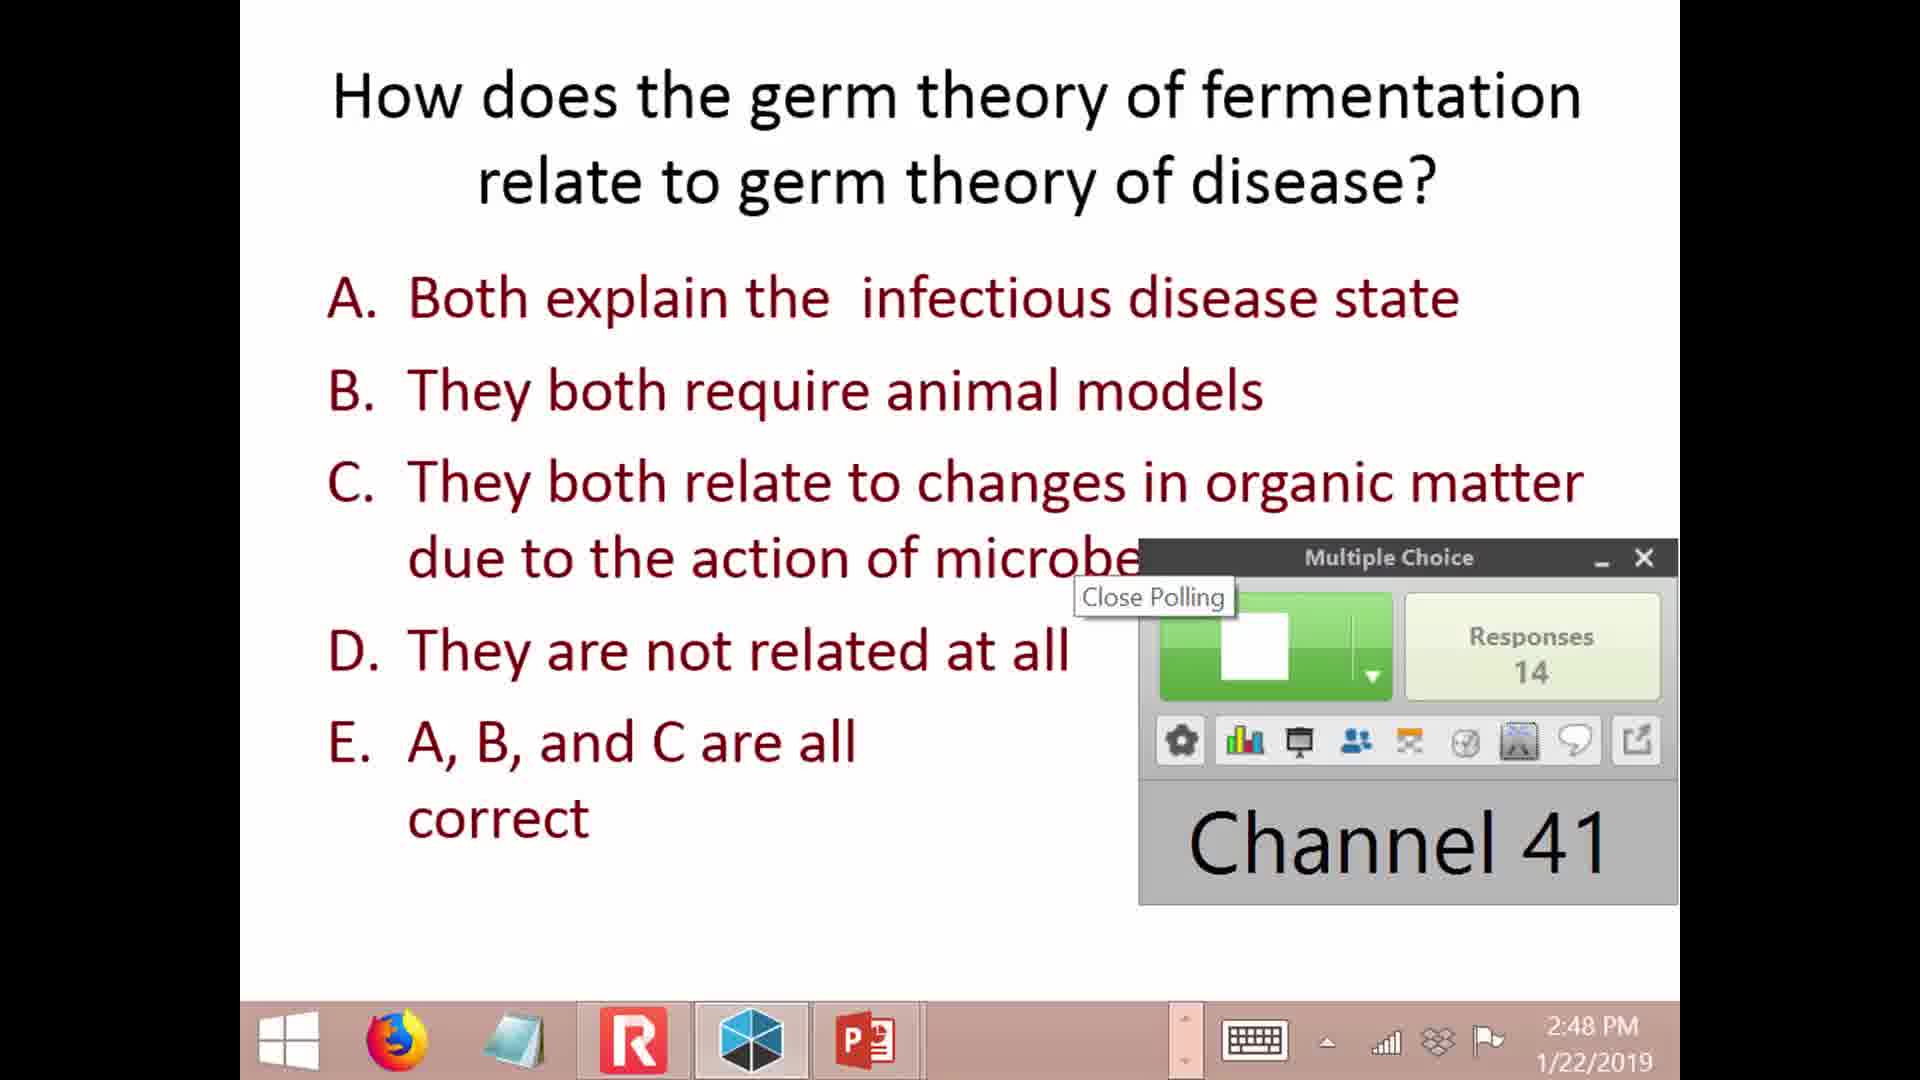 How does the germ theory of fermentation
relate to germ theory of disease?
A. Both explain the infectious disease state
B. They both require animal models
C. They both relate to changes in organic matter
due to the action of microbe
Multiple Choice
Close Polling
Responses
14
D. They are not related at all
E. A, B, and C are all
correct
Channel 41
R
P
2:48 PM
1/22/2019